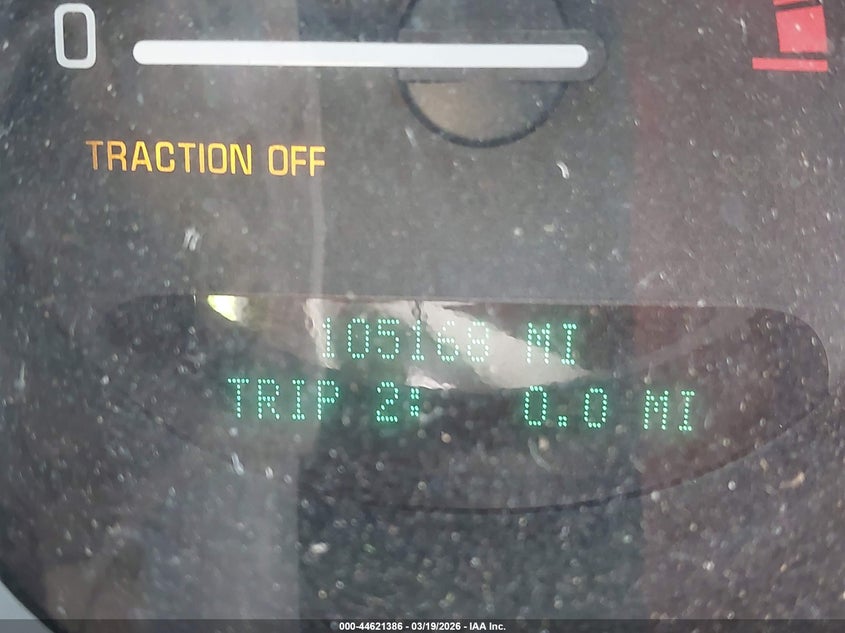 0
TRACTION OFF
105168 MI
TRIP 2: 0.0 MI
000-44621386 - 03/19/2026 - IAA Inc.